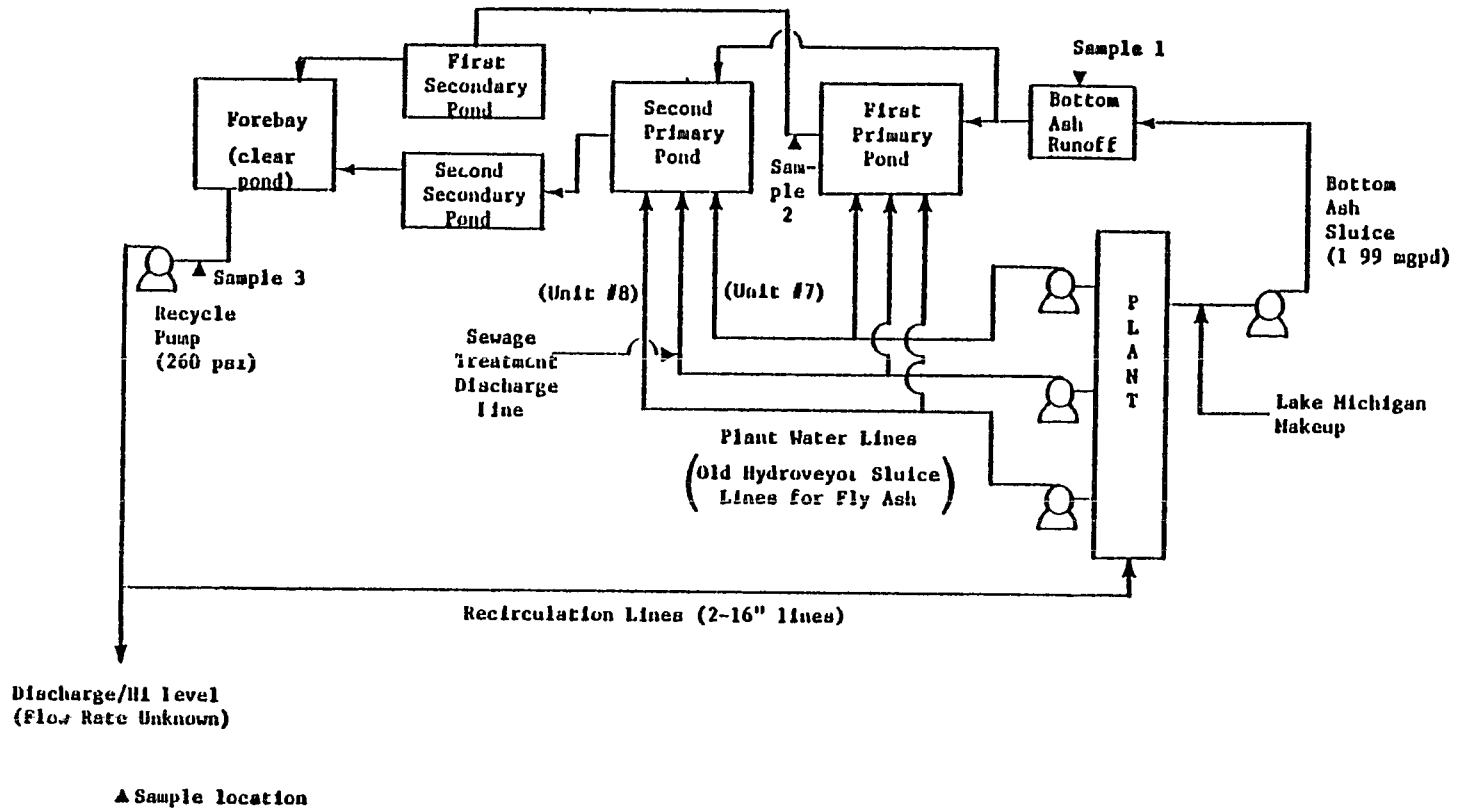 First
Secondary
Pond
Forebay
(clear
pond)
Second
Secondary
Pond
Second
Primary
Pond
First
Primary
Pond
Sample 1
Bottom
Ash
Runoff
Sam-
ple
2
Bottom
Ash
Sluice
(1 99 mgpd)
Sample 3
Recycle
Pump
(260 psi)
(Unit #8)
(Unit #7)
Sewage
Treatment
Discharge
Line
PLANT
Lake Michigan
Makeup
Plant Water Lines
(Old Hydroveyor Sluice
Lines for Fly Ash)
Recirculation Lines (2-16" lines)
Discharge/Hi level
(Flow Rate Unknown)
▲ Sample location